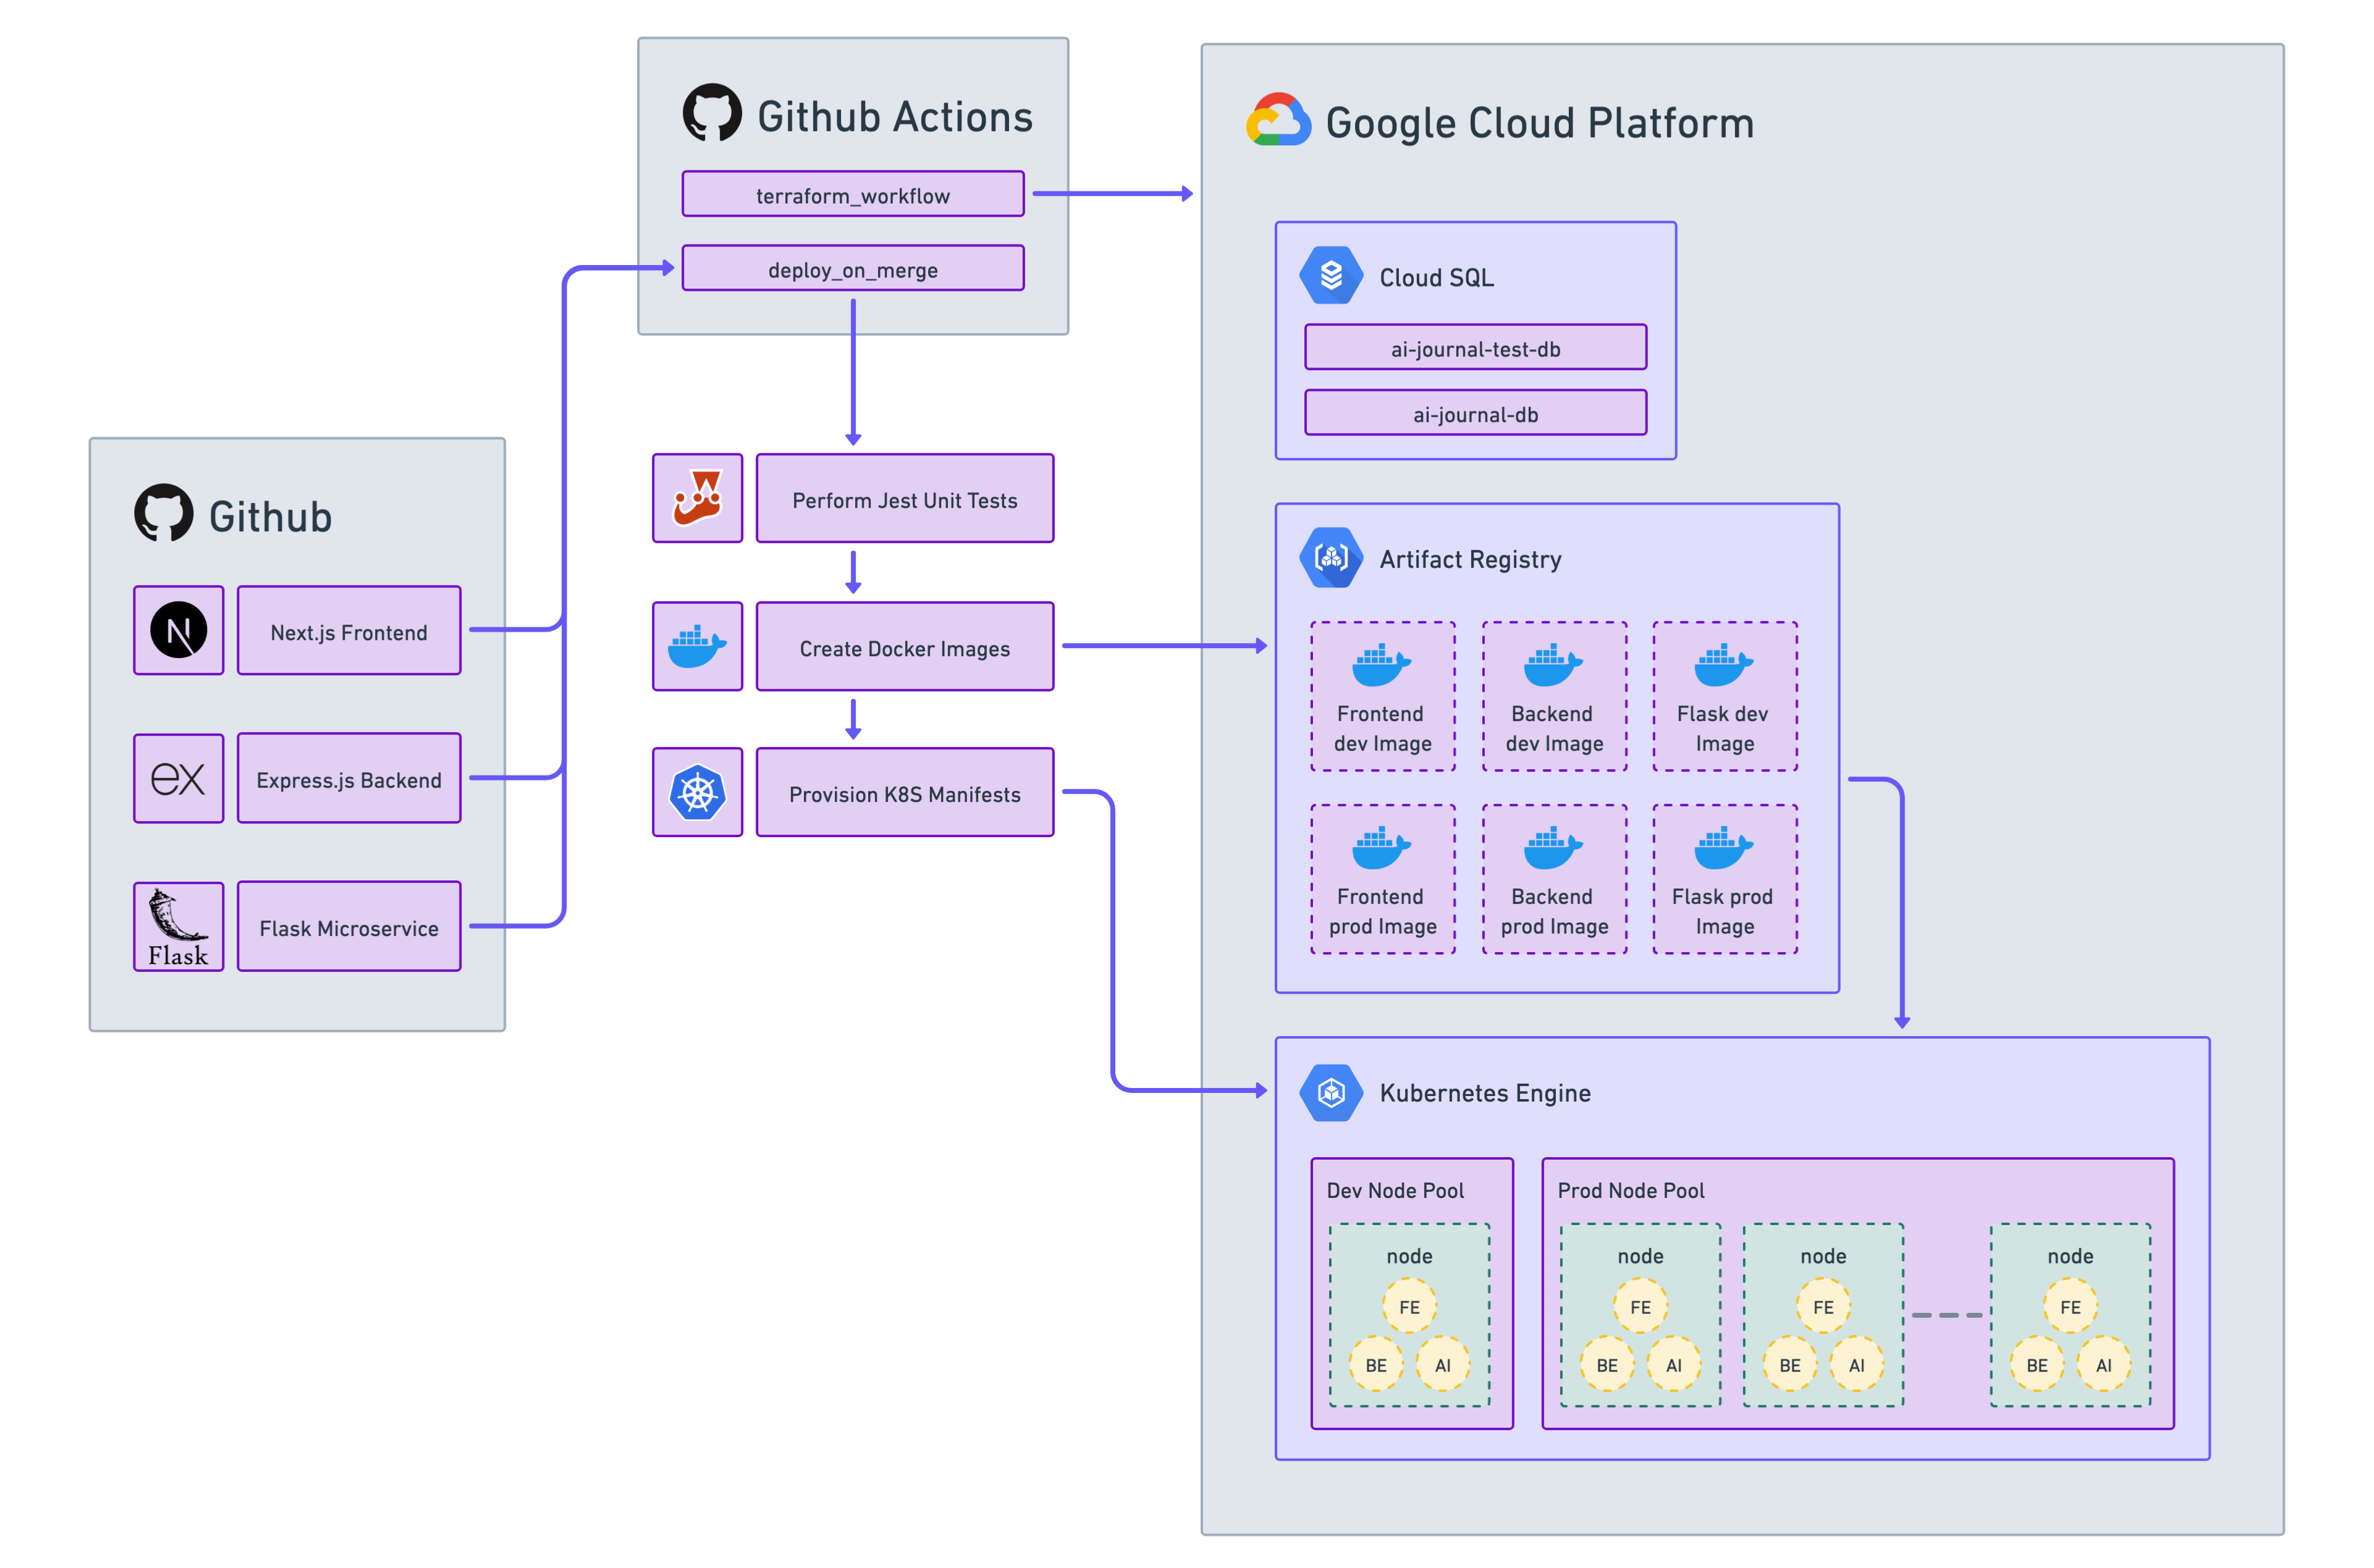 Github Actions
terraform_workflow
deploy_on_merge
Github
Next.js Frontend
ex
Express.js Backend
Flask
Flask Microservice
Perform Jest Unit Tests
Create Docker Images
Provision K8S Manifests
Google Cloud Platform
Cloud SQL
ai-journal-test-db
ai-journal-db
Artifact Registry
Frontend
dev Image
Backend
dev Image
Flask dev
Image
Frontend
prod Image
Backend
prod Image
Flask prod
Image
Kubernetes Engine
Dev Node Pool
node
FE
BE AI
Prod Node Pool
node
FE
BE AI
node
FE
BE AI
node
FE
BE AI